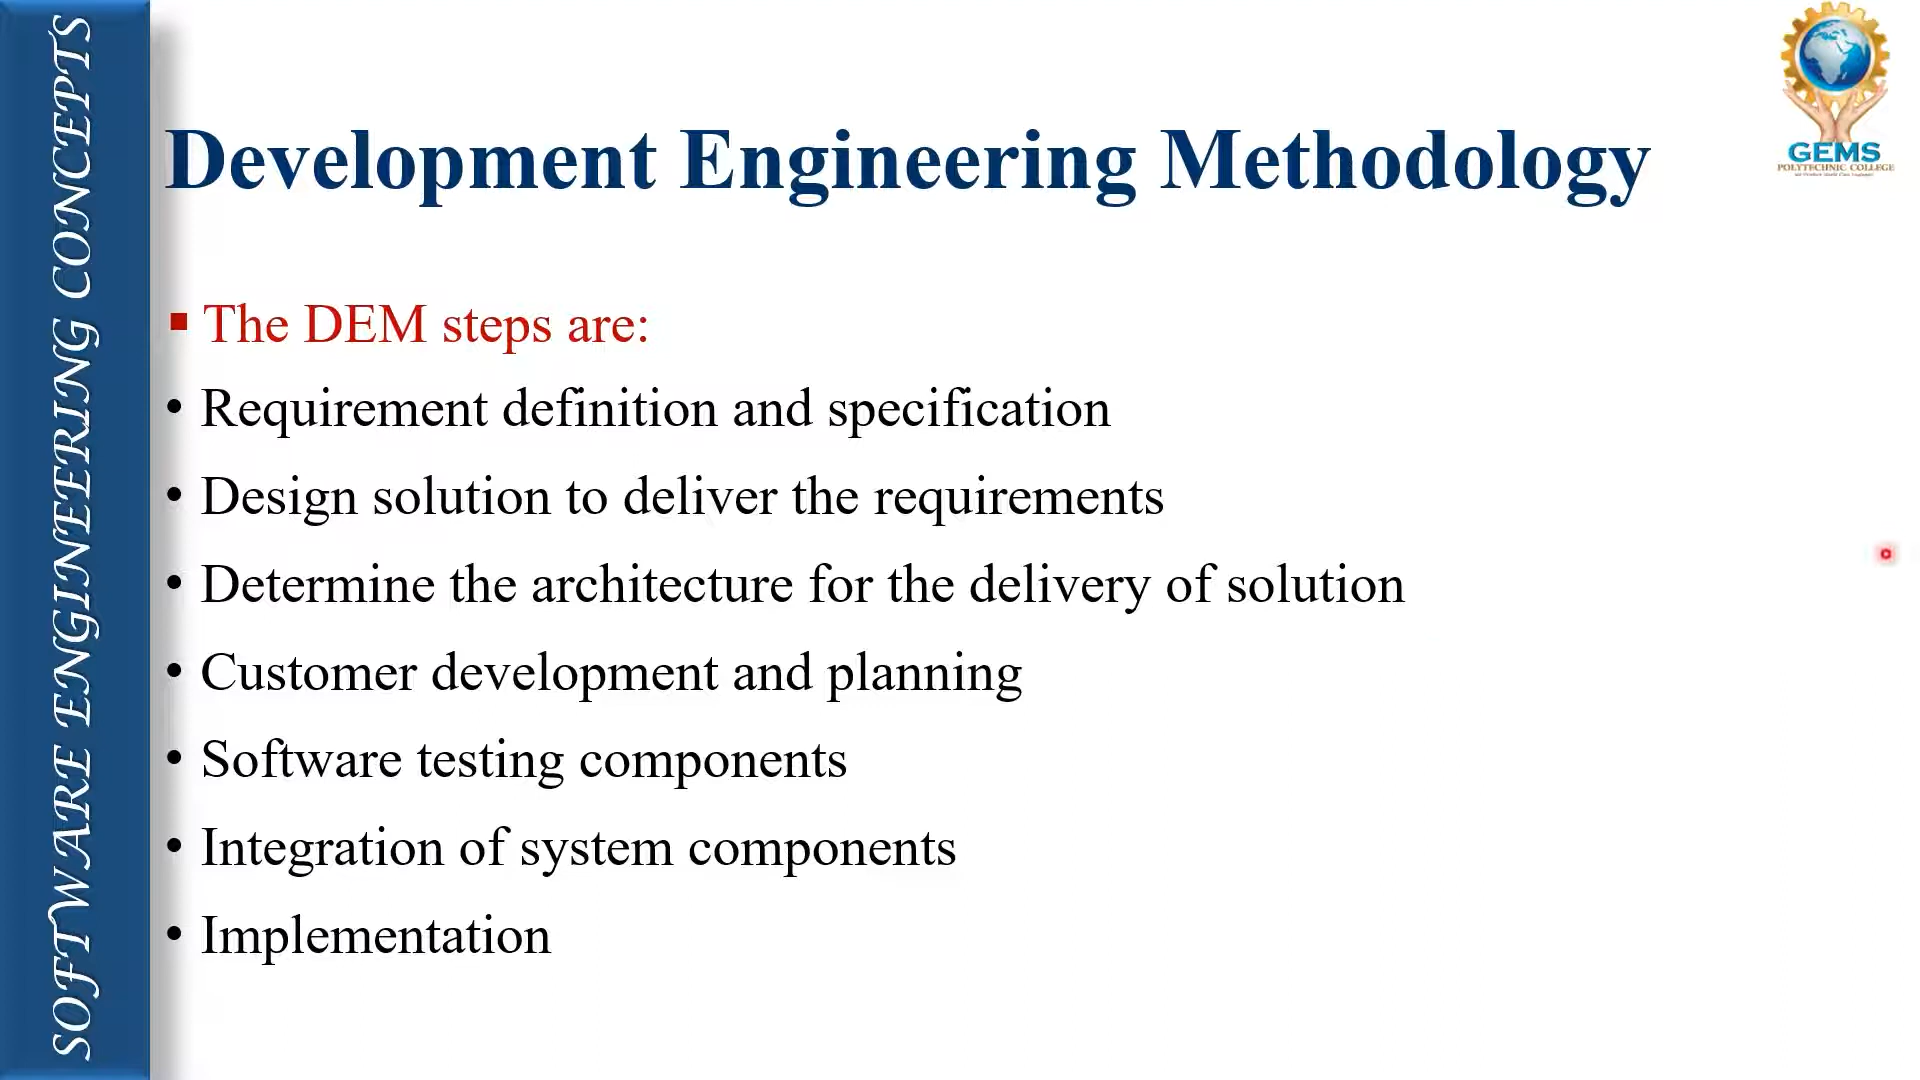 SOFTWARE ENGINEERING CONCEPTS
Development Engineering Methodology
GEMS
POLYTECHNIC COLLEGE
▪ The DEM steps are:
• Requirement definition and specification
• Design solution to deliver the requirements
• Determine the architecture for the delivery of solution
• Customer development and planning
• Software testing components
• Integration of system components
• Implementation